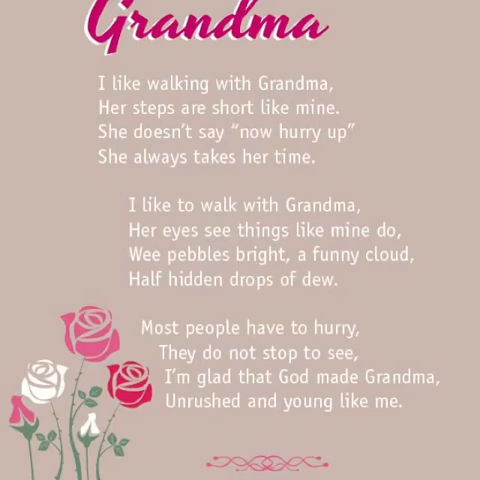 Grandma
I like walking with Grandma,
Her steps are short like mine.
She doesn't say “now hurry up”
She always takes her time.
I like to walk with Grandma,
Her eyes see things like mine do,
Wee pebbles bright, a funny cloud,
Half hidden drops of dew.
Most people have to hurry,
They do not stop to see,
I'm glad that God made Grandma,
Unrushed and young like me.